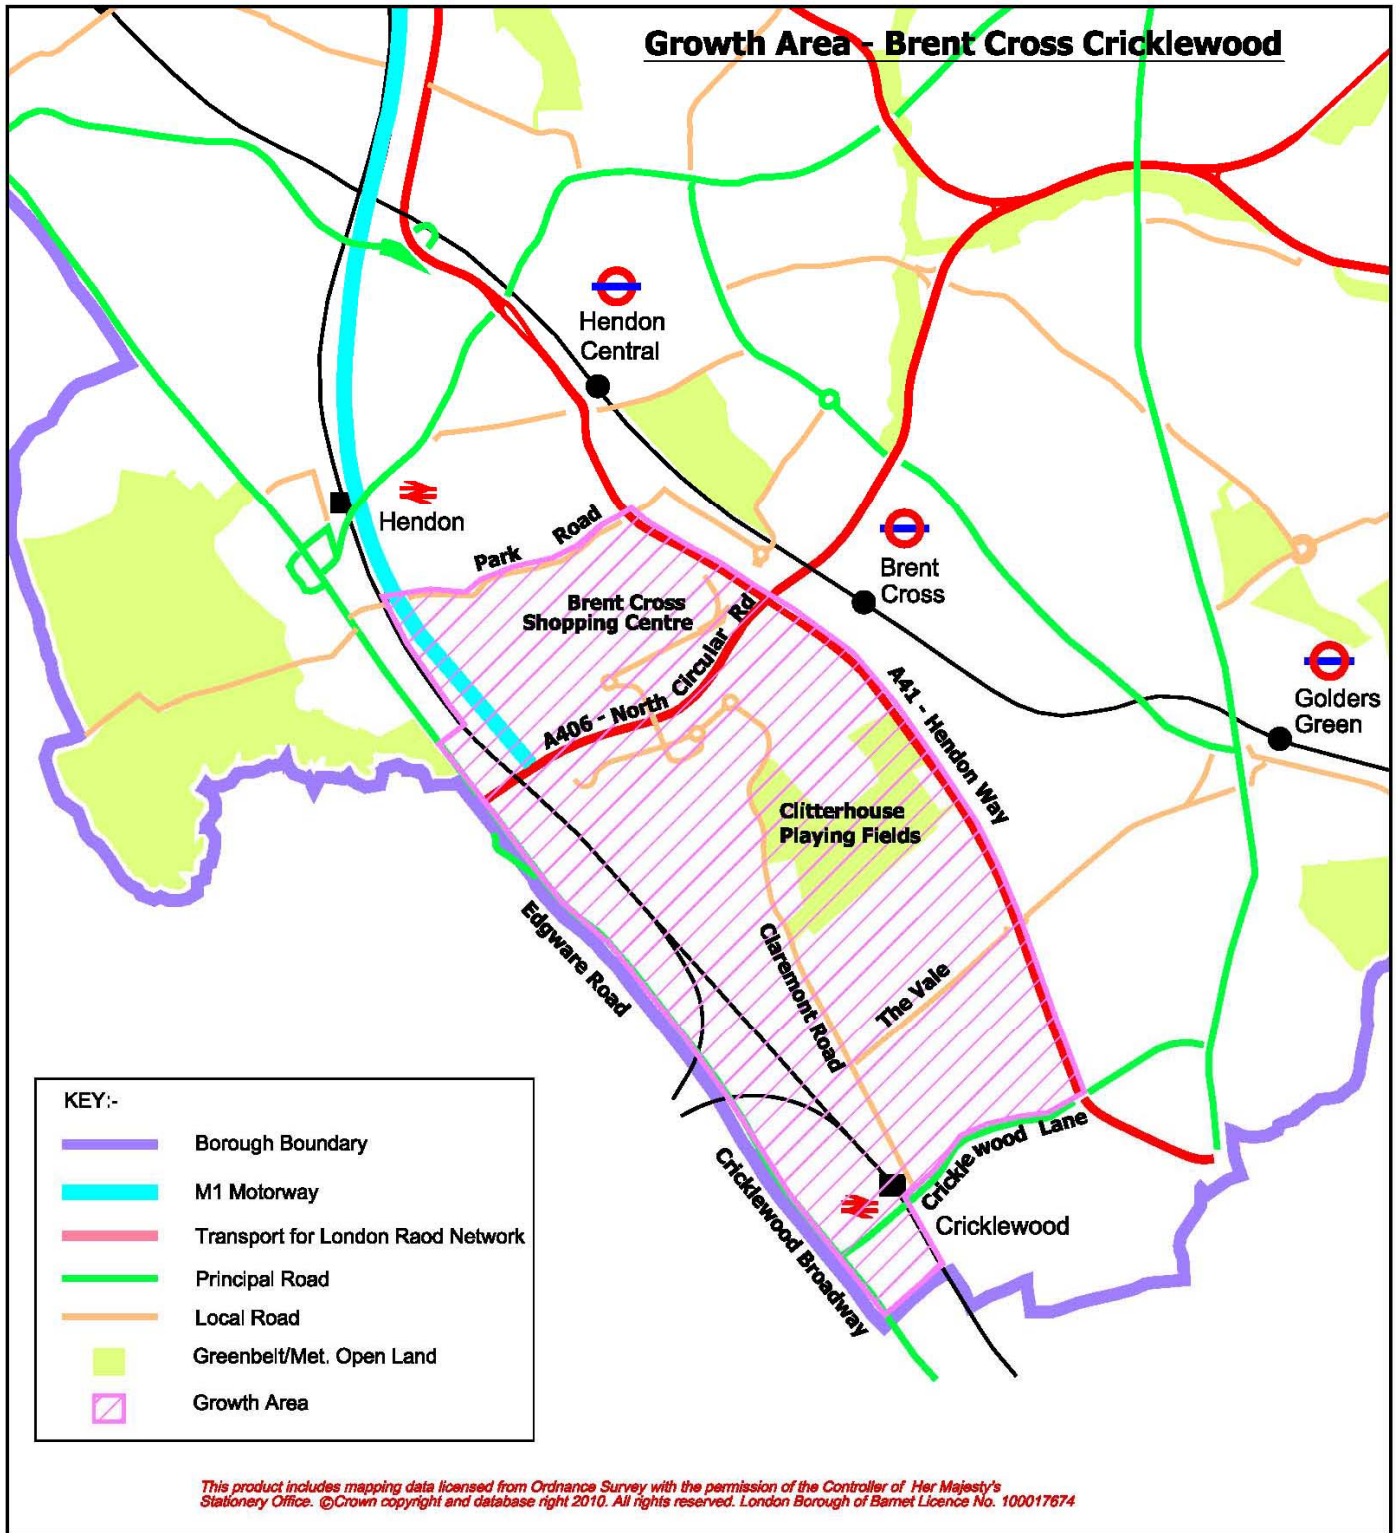 Growth Area - Brent Cross Cricklewood
Hendon
Central
Hendon
Park Road
Brent
Cross
Brent Cross
Shopping Centre
A406 - North Circular Rd
A41 - Hendon Way
Golders
Green
Clitterhouse
Playing Fields
Edgware Road
Claremont Road
The Vale
Cricklewood Lane
Cricklewood Broadway
Cricklewood
KEY:-
Borough Boundary
M1 Motorway
Transport for London Raod Network
Principal Road
Local Road
Greenbelt/Met. Open Land
Growth Area
This product includes mapping data licensed from Ordnance Survey with the permission of the Controller of Her Majesty's
Stationery Office. ©Crown copyright and database right 2010. All rights reserved. London Borough of Barnet Licence No. 100017674